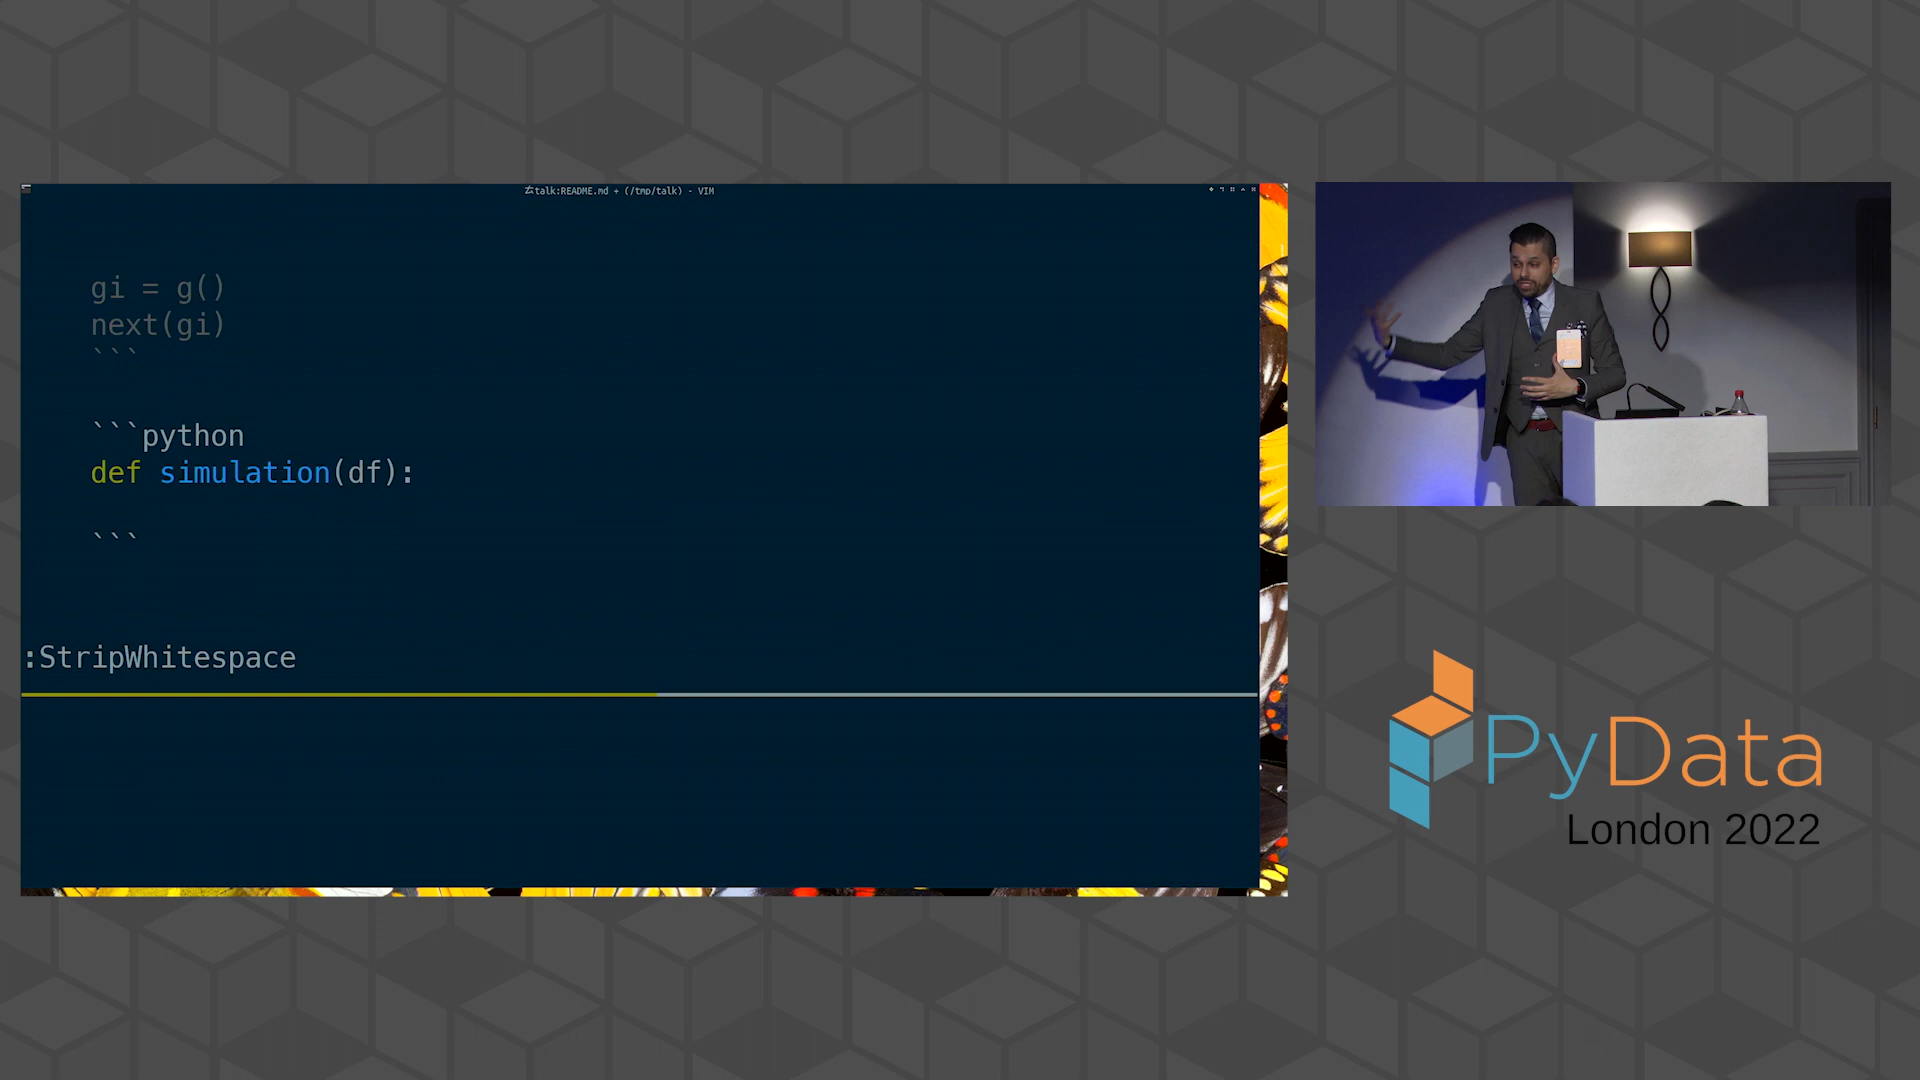 talk:README.md + (/tmp/talk) - VIM
gi = g()
next(gi)
```
```python
def simulation(df):
```
:StripWhitespace
PyData
London 2022